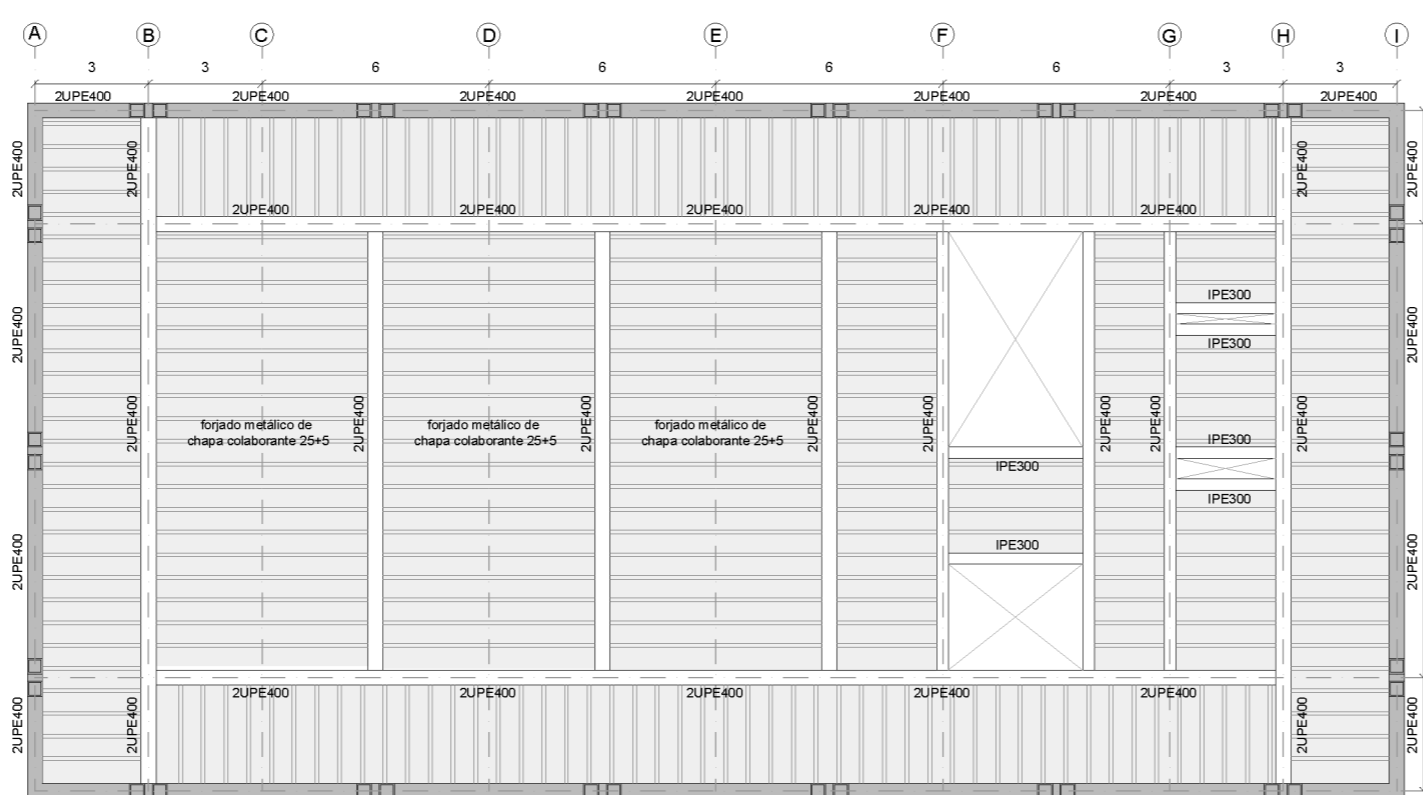 A B C D E F G H I
3 3 6 6 6 6 3 3
2UPE400 2UPE400 2UPE400 2UPE400 2UPE400 2UPE400 2UPE400
2UPE400 2UPE400 2UPE400 2UPE400
2UPE400 2UPE400 2UPE400 2UPE400 2UPE400
IPE300
2UPE400 2UPE400
IPE300
2UPE400 2UPE400 2UPE400 2UPE400 2UPE400 2UPE400 2UPE400
forjado metálico de
chapa colaborante 25+5
forjado metálico de
chapa colaborante 25+5
forjado metálico de
chapa colaborante 25+5
IPE300
IPE300
IPE300
IPE300
2UPE400 2UPE400
2UPE400 2UPE400 2UPE400 2UPE400 2UPE400
2UPE400 2UPE400 2UPE400 2UPE400